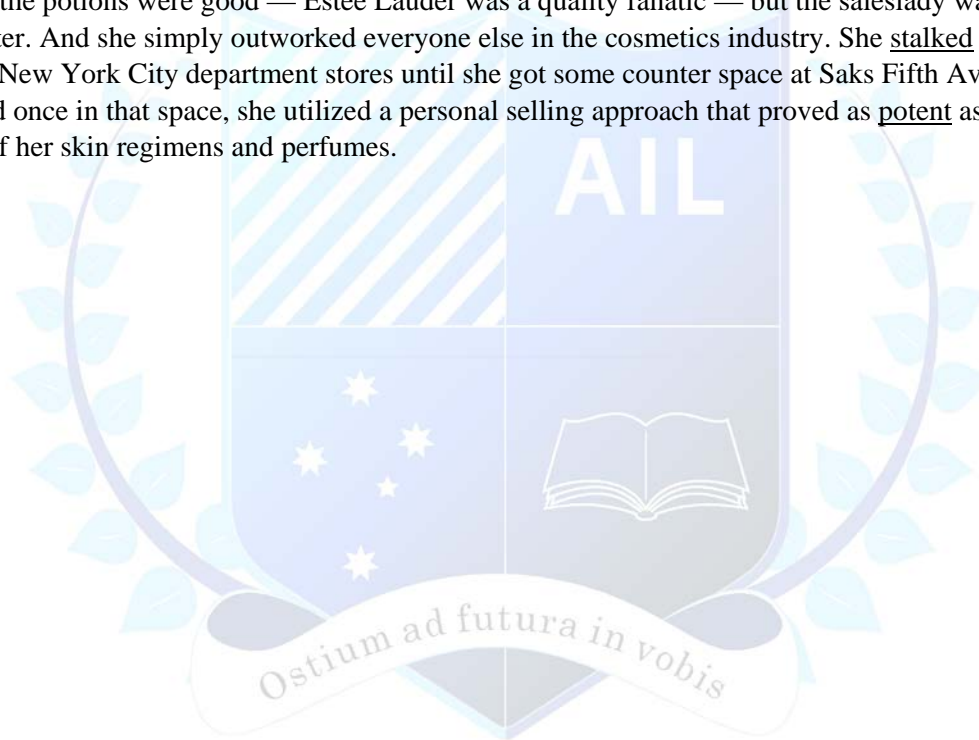 the potions were good — Estée Lauder was a quality fanatic — but the saleslady
ter. And she simply outworked everyone else in the cosmetics industry. She stalked
New York City department stores until she got some counter space at Saks Fifth
d once in that space, she utilized a personal selling approach that proved as potent as
f her skin regimens and perfumes.
AIL
Ostium ad futura in vobis